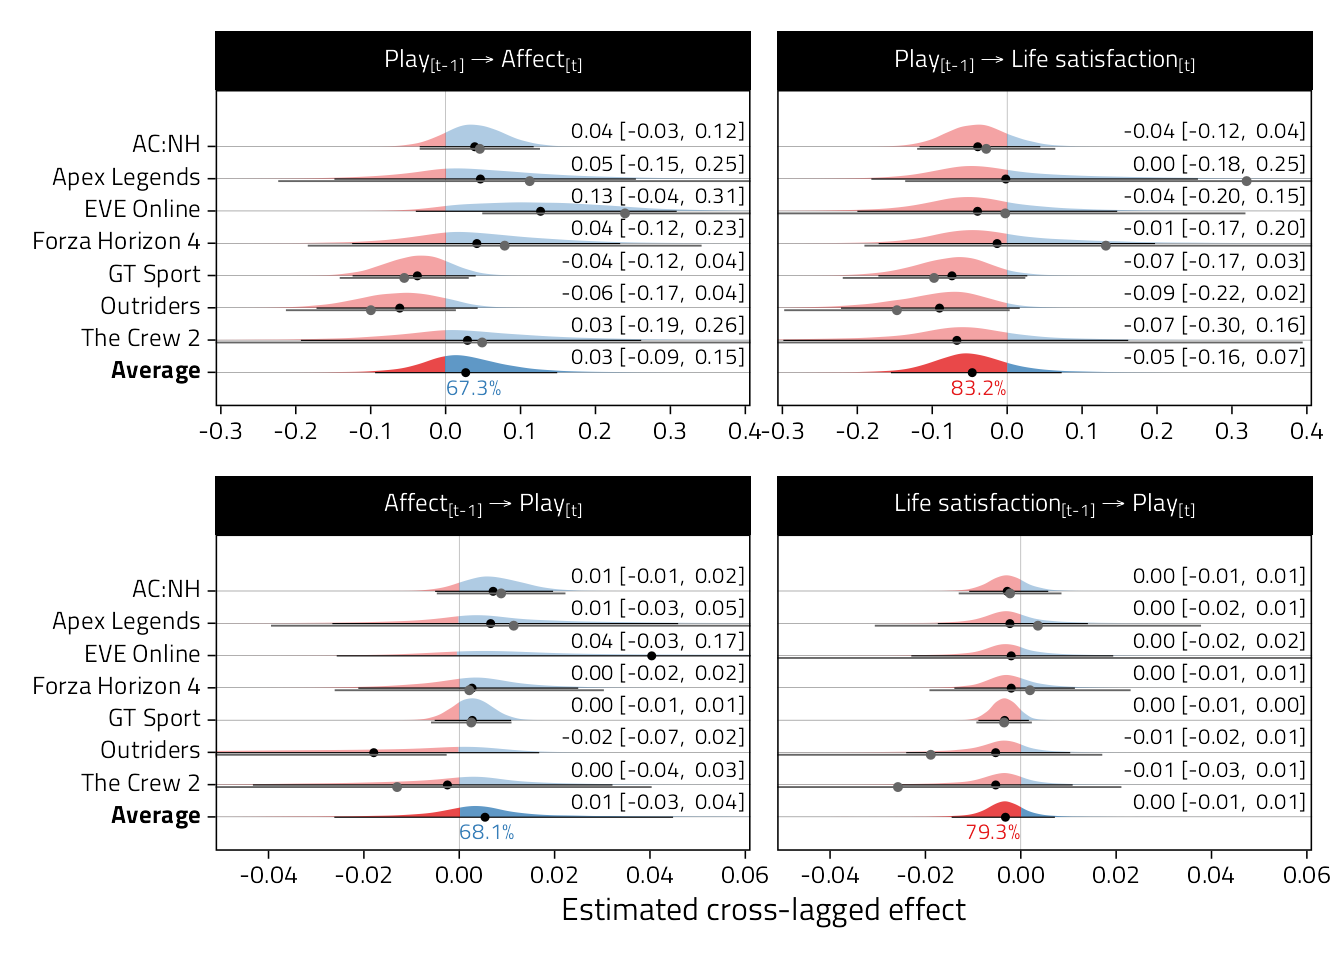 Play[t-1] → Affect[t]
Play[t-1] → Life satisfaction[t]
AC:NH 0.04 [-0.03, 0.12] -0.04 [-0.12, 0.04]
Apex Legends 0.05 [-0.15, 0.25] 0.00 [-0.18, 0.25]
EVE Online 0.13 [-0.04, 0.31] -0.04 [-0.20, 0.15]
Forza Horizon 4 0.04 [-0.12, 0.23] -0.01 [-0.17, 0.20]
GT Sport -0.04 [-0.12, 0.04] -0.07 [-0.17, 0.03]
Outriders -0.06 [-0.17, 0.04] -0.09 [-0.22, 0.02]
The Crew 2 0.03 [-0.19, 0.26] -0.07 [-0.30, 0.16]
Average 0.03 [-0.09, 0.15] -0.05 [-0.16, 0.07]
67.3% 83.2%
-0.3 -0.2 -0.1 0.0 0.1 0.2 0.3 0.4 -0.3 -0.2 -0.1 0.0 0.1 0.2 0.3 0.4
Affect[t-1] → Play[t]
Life satisfaction[t-1] → Play[t]
AC:NH 0.01 [-0.01, 0.02] 0.00 [-0.01, 0.01]
Apex Legends 0.01 [-0.03, 0.05] 0.00 [-0.02, 0.01]
EVE Online 0.04 [-0.03, 0.17] 0.00 [-0.02, 0.02]
Forza Horizon 4 0.00 [-0.02, 0.02] 0.00 [-0.01, 0.01]
GT Sport 0.00 [-0.01, 0.01] 0.00 [-0.01, 0.00]
Outriders -0.02 [-0.07, 0.02] -0.01 [-0.02, 0.01]
The Crew 2 0.00 [-0.04, 0.03] -0.01 [-0.03, 0.01]
Average 0.01 [-0.03, 0.04] 0.00 [-0.01, 0.01]
68.1% 79.3%
-0.04 -0.02 0.00 0.02 0.04 0.06 -0.04 -0.02 0.00 0.02 0.04 0.06
Estimated cross-lagged effect